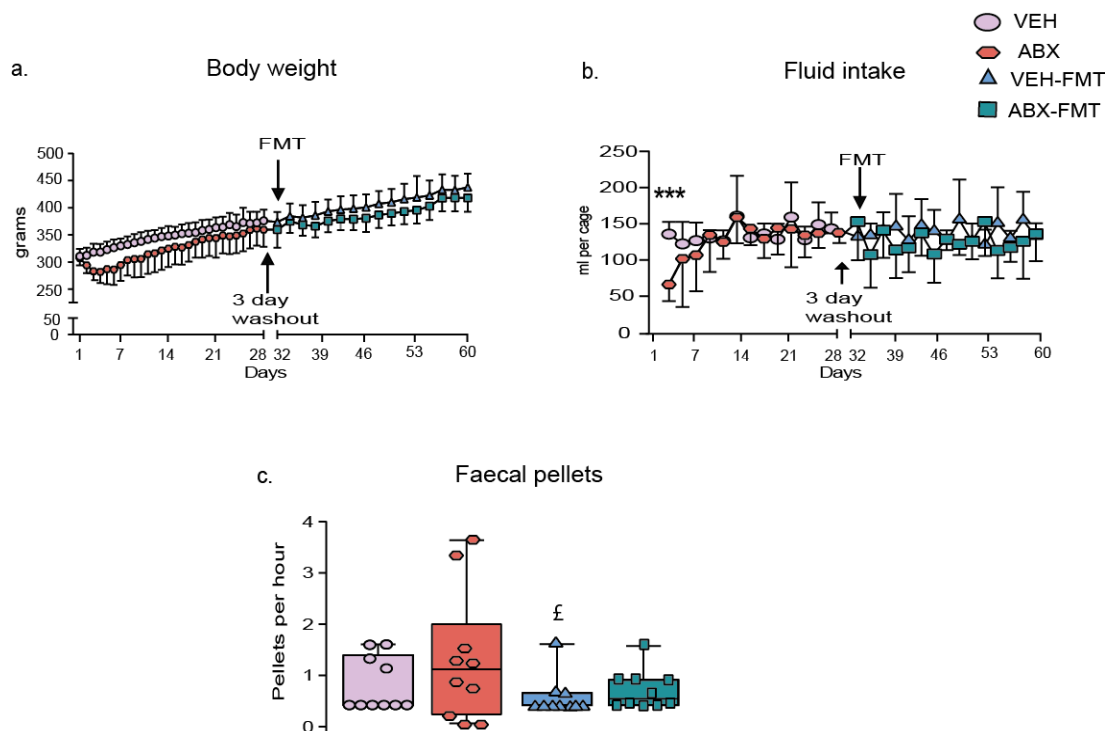 VEH
ABX
VEH-FMT
ABX-FMT
a.
Body weight
FMT
500
450
400
350
300
250
50
0
grams
3 day
washout
1 7 14 21 28 32 39 46 53 60
Days
b.
Fluid intake
FMT
250
200
150
100
50
0
ml per cage
***
3 day
washout
1 7 14 21 28 32 39 46 53 60
Days
c.
Faecal pellets
4
3
2
1
0
Pellets per hour
£